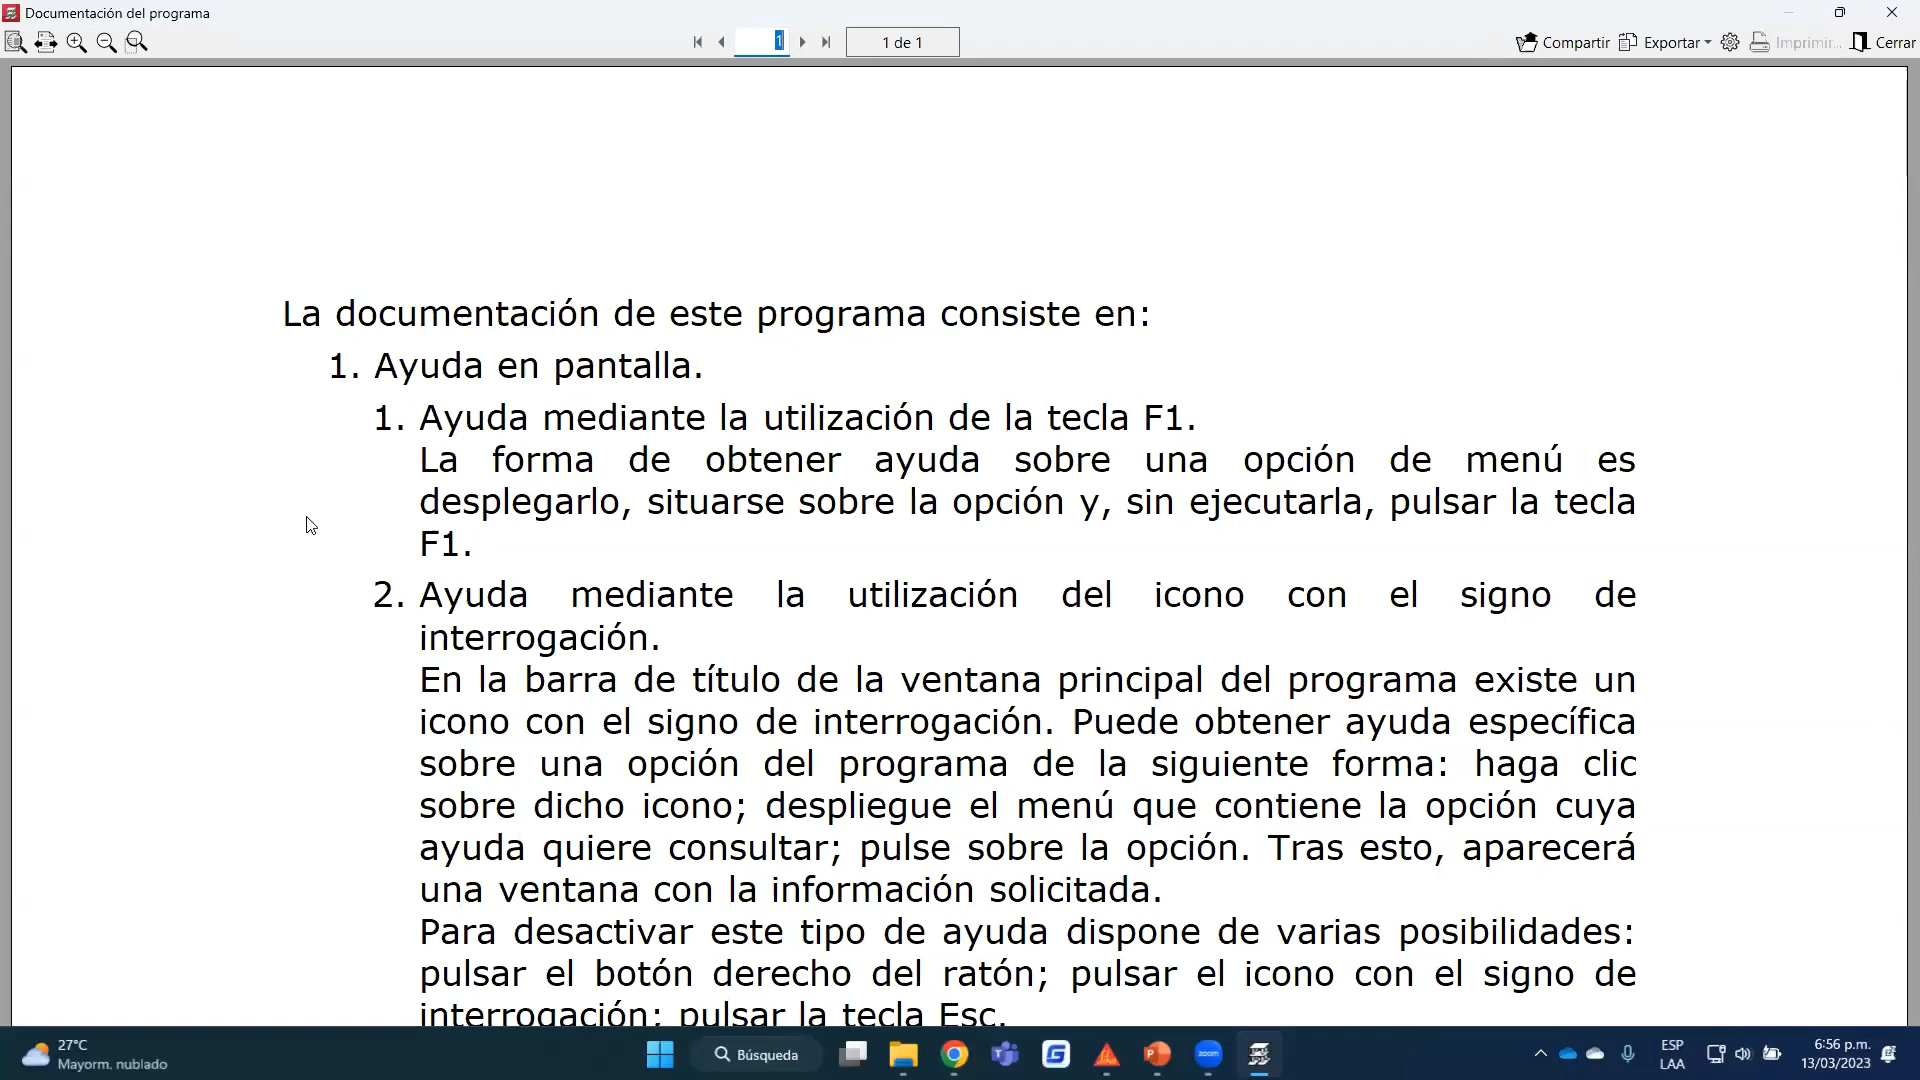 Documentación del programa
1
1 de 1
Compartir
Exportar
Imprimir...
Cerrar
La documentación de este programa consiste en:
1. Ayuda en pantalla.
1. Ayuda mediante la utilización de la tecla F1.
La forma de obtener ayuda sobre una opción de menú es
desplegarlo, situarse sobre la opción y, sin ejecutarla, pulsar la tecla
F1.
2. Ayuda mediante la utilización del icono con el signo de
interrogación.
En la barra de título de la ventana principal del programa existe un
icono con el signo de interrogación. Puede obtener ayuda específica
sobre una opción del programa de la siguiente forma: haga clic
sobre dicho icono; despliegue el menú que contiene la opción cuya
ayuda quiere consultar; pulse sobre la opción. Tras esto, aparecerá
una ventana con la información solicitada.
Para desactivar este tipo de ayuda dispone de varias posibilidades:
pulsar el botón derecho del ratón; pulsar el icono con el signo de
interrogación; pulsar la tecla Esc.
27°C
Mayorm. nublado
Búsqueda
zoom
ESP
LAA
6:56 p.m.
13/03/2023